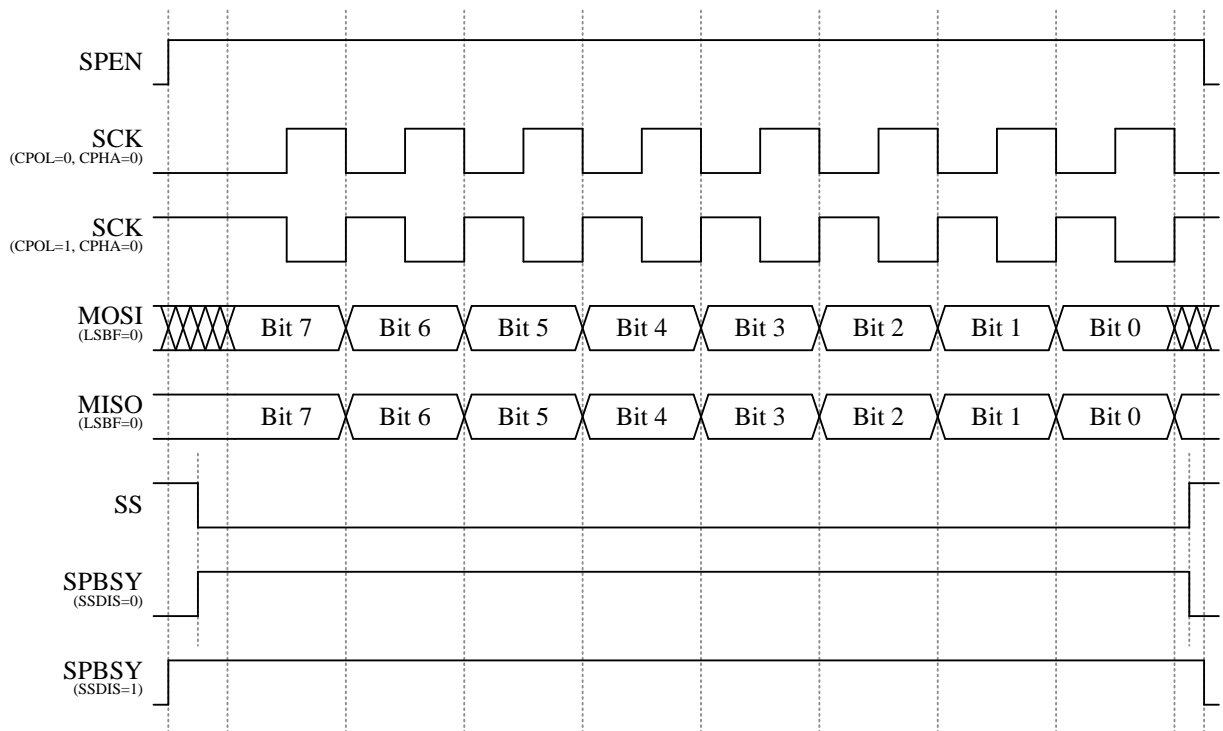 SPEN
SCK
(CPOL=0, CPHA=0)
SCK
(CPOL=1, CPHA=0)
MOSI
(LSBF=0)
Bit 7 Bit 6 Bit 5 Bit 4 Bit 3 Bit 2 Bit 1 Bit 0
MISO
(LSBF=0)
Bit 7 Bit 6 Bit 5 Bit 4 Bit 3 Bit 2 Bit 1 Bit 0
SS
SPBSY
(SSDIS=0)
SPBSY
(SSDIS=1)